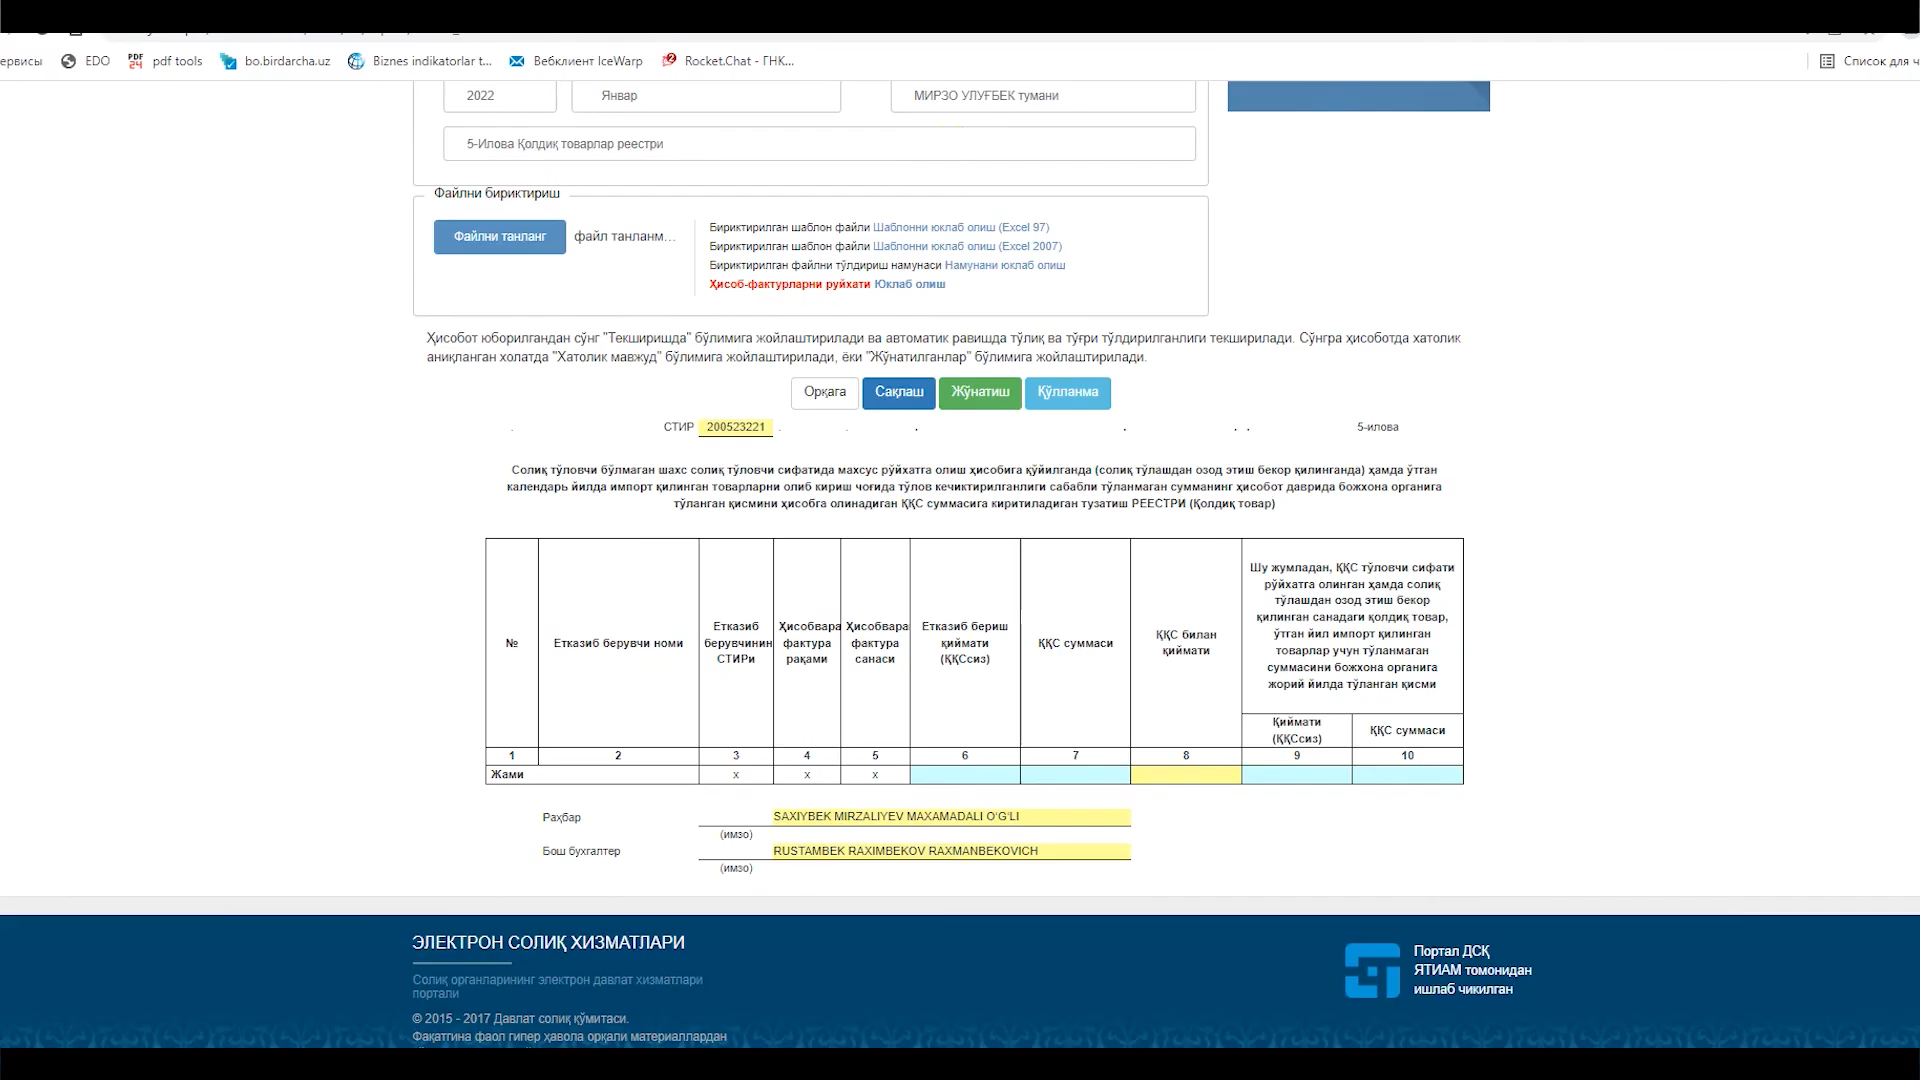 ервисы EDO pdf tools bo.birdarcha.uz Biznes indikatorlar t... Вебклиент IceWarp Rocket.Chat - ГНК... Список для ч
2022 Январ МИРЗО УЛУҒБЕК тумани
5-Илова Қолдиқ товарлар реестри
Файлни бириктириш
Файлни танланг файл танланм...
Бириктирилган шаблон файли Шаблонни юклаб олиш (Excel 97)
Бириктирилган шаблон файли Шаблонни юклаб олиш (Excel 2007)
Бириктирилган файлни тўлдириш намунаси Намунани юклаб олиш
Ҳисоб-фактурларни руйхати Юклаб олиш
Ҳисобот юборилгандан сўнг "Текширишда" бўлимига жойлаштирилади ва автоматик равишда тўлиқ ва тўғри тўлдирилганлиги текширилади. Сўнгра ҳисоботда хатолик
аниқланган холатда "Хатолик мавжуд" бўлимига жойлаштирилади, ёки "Жўнатилганлар" бўлимига жойлаштирилади.
Орқага Сақлаш Жўнатиш Қўлланма
СТИР 200523221 5-илова
Солиқ тўловчи бўлмаган шахс солиқ тўловчи сифатида махсус рўйхатга олиш ҳисобига қўйилганда (солиқ тўлашдан озод этиш бекор қилинганда) ҳамда ўтган
календарь йилда импорт қилинган товарларни олиб кириш чоғида тўлов кечиктирилганлиги сабабли тўланмаган сумманинг ҳисобот даврида божхона органига
тўланган қисмини ҳисобга олинадиган ҚҚС суммасига киритиладиган тузатиш РЕЕСТРИ (Қолдиқ товар)
№
Етказиб берувчи номи
Етказиб
берувчинин
СТИРи
Ҳисобвара
фактура
рақами
Ҳисобвара
фактура
санаси
Етказиб бериш
қиймати
(ҚҚСсиз)
ҚҚС суммаси
ҚҚС билан
қиймати
Шу жумладан, ҚҚС тўловчи сифати
рўйхатга олинган ҳамда солиқ
тўлашдан озод этиш бекор
қилинган санадаги қолдиқ товар,
ўтган йил импорт қилинган
товарлар учун тўланмаган
суммасини божхона органига
жорий йилда тўланган қисми
Қиймати
(ҚҚСсиз)
ҚҚС суммаси
1 2 3 4 5 6 7 8 9 10
Жами x x x
Раҳбар SAXIYBEK MIRZALIYEV MAXAMADALI O'G'LI
(имзо)
Бош бухгалтер RUSTAMBEK RAXIMBEKOV RAXMANBEKOVICH
(имзо)
ЭЛЕКТРОН СОЛИҚ ХИЗМАТЛАРИ
Солиқ органларининг электрон давлат хизматлари
портали
© 2015 - 2017 Давлат солиқ қўмитаси.
Фақатгина фаол гипер ҳавола орқали материаллардан
Портал ДСҚ
ЯТИАМ томонидан
ишлаб чикилган